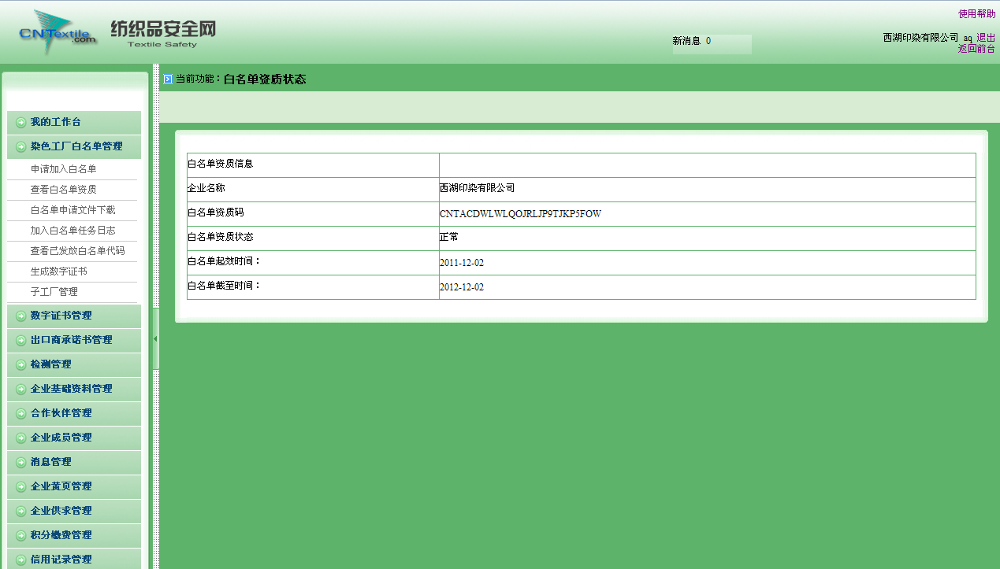 使用帮助
CNTextile.com
纺织品安全网
Textile Safety
新消息 0
西湖印染有限公司 aq 退出
返回前台
当前功能：白名单资质状态
我的工作台
染色工厂白名单管理
申请加入白名单
查看白名单资质
白名单申请文件下载
加入白名单任务日志
查看已发放白名单代码
生成数字证书
子工厂管理
数字证书管理
出口商承诺书管理
检测管理
企业基础资料管理
合作伙伴管理
企业成员管理
消息管理
企业黄页管理
企业供求管理
积分缴费管理
信用记录管理
白名单资质信息
企业名称 西湖印染有限公司
白名单资质码 CNTACDWLWLQOJRLJP9TJKP5FOW
白名单资质状态 正常
白名单起效时间： 2011-12-02
白名单截至时间： 2012-12-02